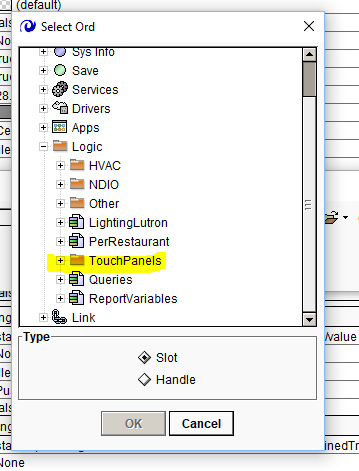 (default)
Select Ord
Sys Info
Save
Services
Drivers
Apps
Logic
HVAC
NDIO
Other
LightingLutron
PerRestaurant
TouchPanels
Queries
ReportVariables
Link
Type
Slot
Handle
OK
Cancel
None